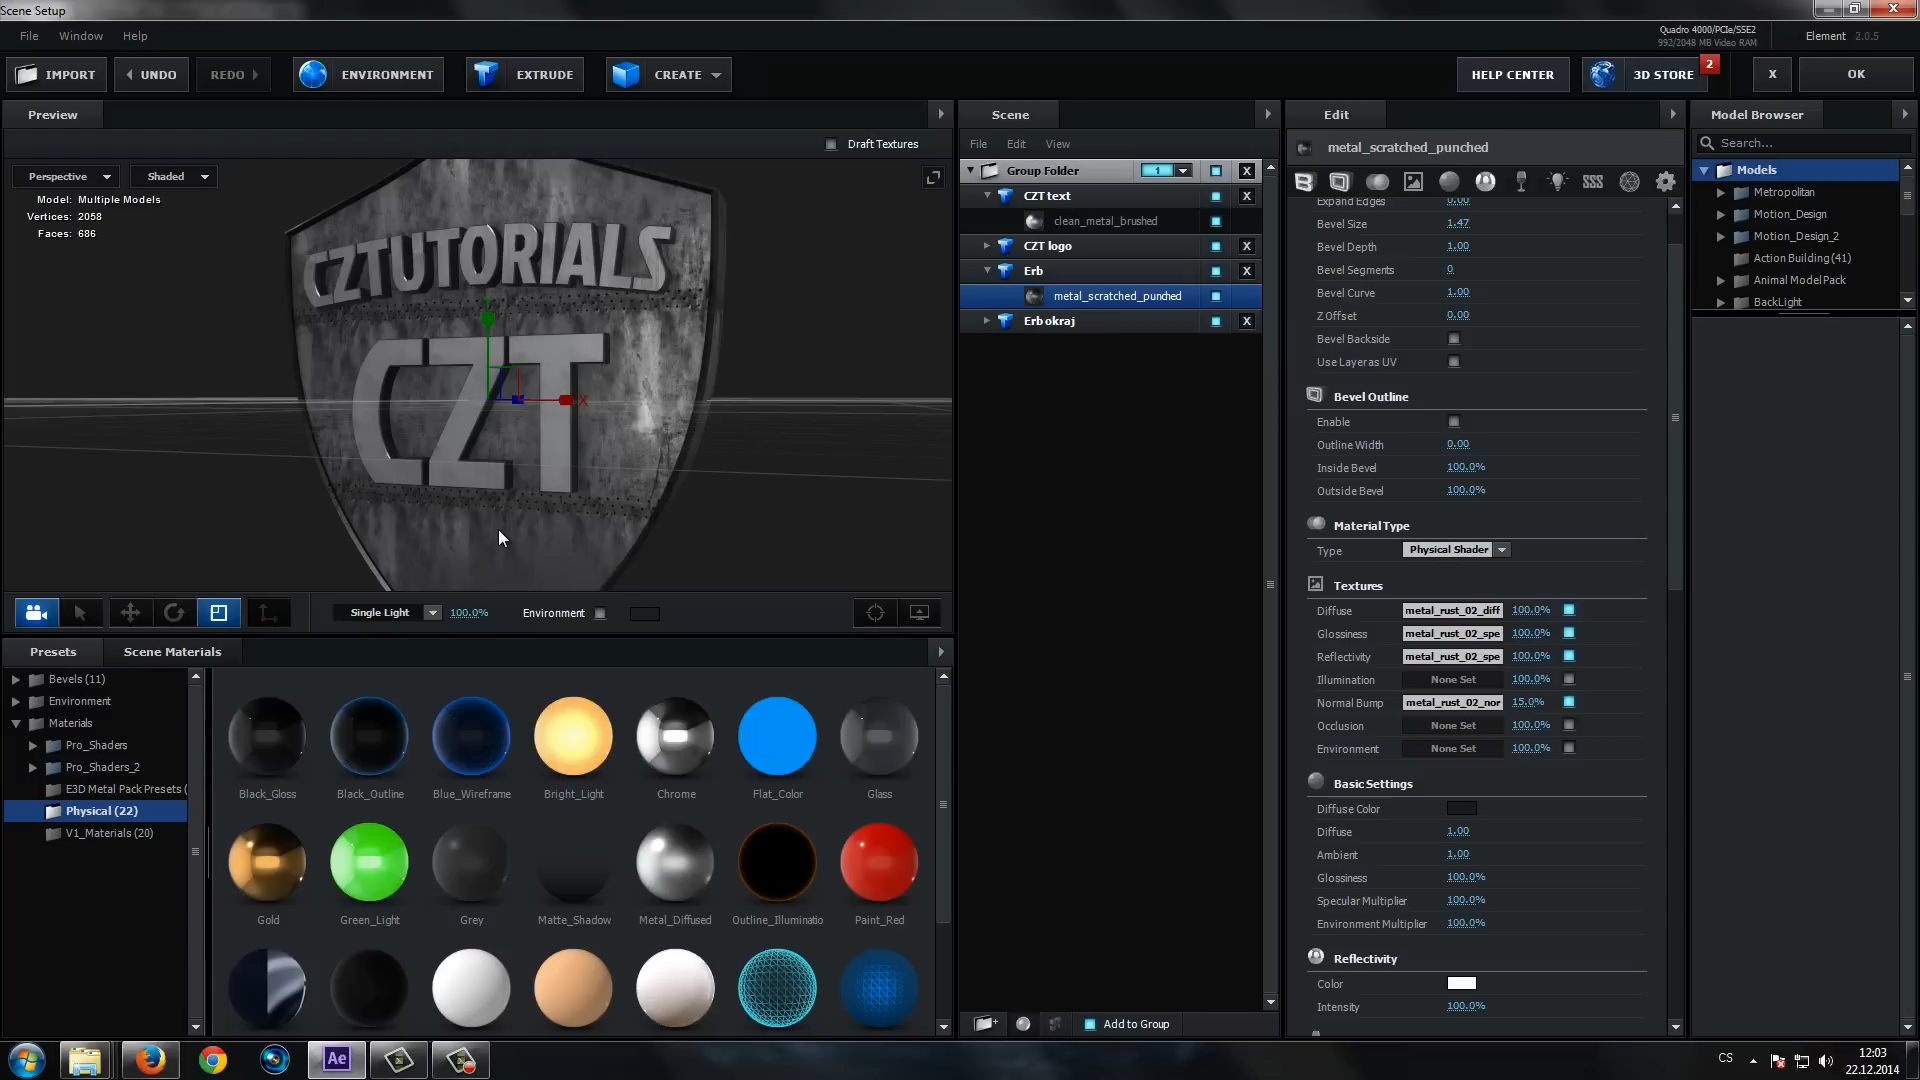 Scene Setup
File Window Help
Quadro 4000/PCIe/SSE2
992/2048 MB Video RAM
Element 2.0.5
IMPORT UNDO REDO ENVIRONMENT EXTRUDE CREATE HELP CENTER 3D STORE 2 X OK
Preview
Draft Textures
Perspective Shaded
Model: Multiple Models
Vertices: 2058
Faces: 686
CZTUTORIALS
CZT
X
Single Light 100.0% Environment
Presets Scene Materials
Bevels (11)
Environment
Materials
Pro_Shaders
Pro_Shaders_2
E3D Metal Pack Presets (
Physical (22)
V1_Materials (20)
Black_Gloss Black_Outline Blue_Wireframe Bright_Light Chrome Flat_Color Glass
Gold Green_Light Grey Matte_Shadow Metal_Diffused Outline_Illuminatio Paint_Red
Scene
File Edit View
Group Folder 1 X
CZT text X
clean_metal_brushed
CZT logo X
Erb X
metal_scratched_punched
Erb okraj X
Add to Group
Edit
metal_scratched_punched
Expand Edges 0.00
Bevel Size 1.47
Bevel Depth 1.00
Bevel Segments 0
Bevel Curve 1.00
Z Offset 0.00
Bevel Backside
Use Layer as UV
Bevel Outline
Enable
Outline Width 0.00
Inside Bevel 100.0%
Outside Bevel 100.0%
Material Type
Type Physical Shader
Textures
Diffuse metal_rust_02_diff 100.0%
Glossiness metal_rust_02_spe 100.0%
Reflectivity metal_rust_02_spe 100.0%
Illumination None Set 100.0%
Normal Bump metal_rust_02_nor 15.0%
Occlusion None Set 100.0%
Environment None Set 100.0%
Basic Settings
Diffuse Color
Diffuse 1.00
Ambient 1.00
Glossiness 100.0%
Specular Multiplier 100.0%
Environment Multiplier 100.0%
Reflectivity
Color
Intensity 100.0%
Model Browser
Search...
Models
Metropolitan
Motion_Design
Motion_Design_2
Action Building (41)
Animal Model Pack
BackLight
Ae
CS
12:03
22.12.2014